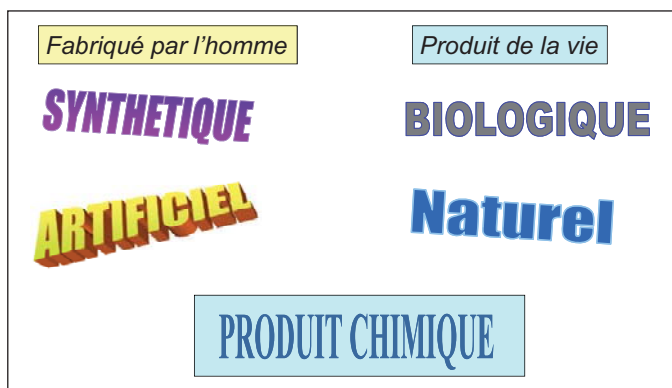 Fabriqué par l'homme
Produit de la vie
SYNTHETIQUE
BIOLOGIQUE
ARTIFICIEL
Naturel
PRODUIT CHIMIQUE